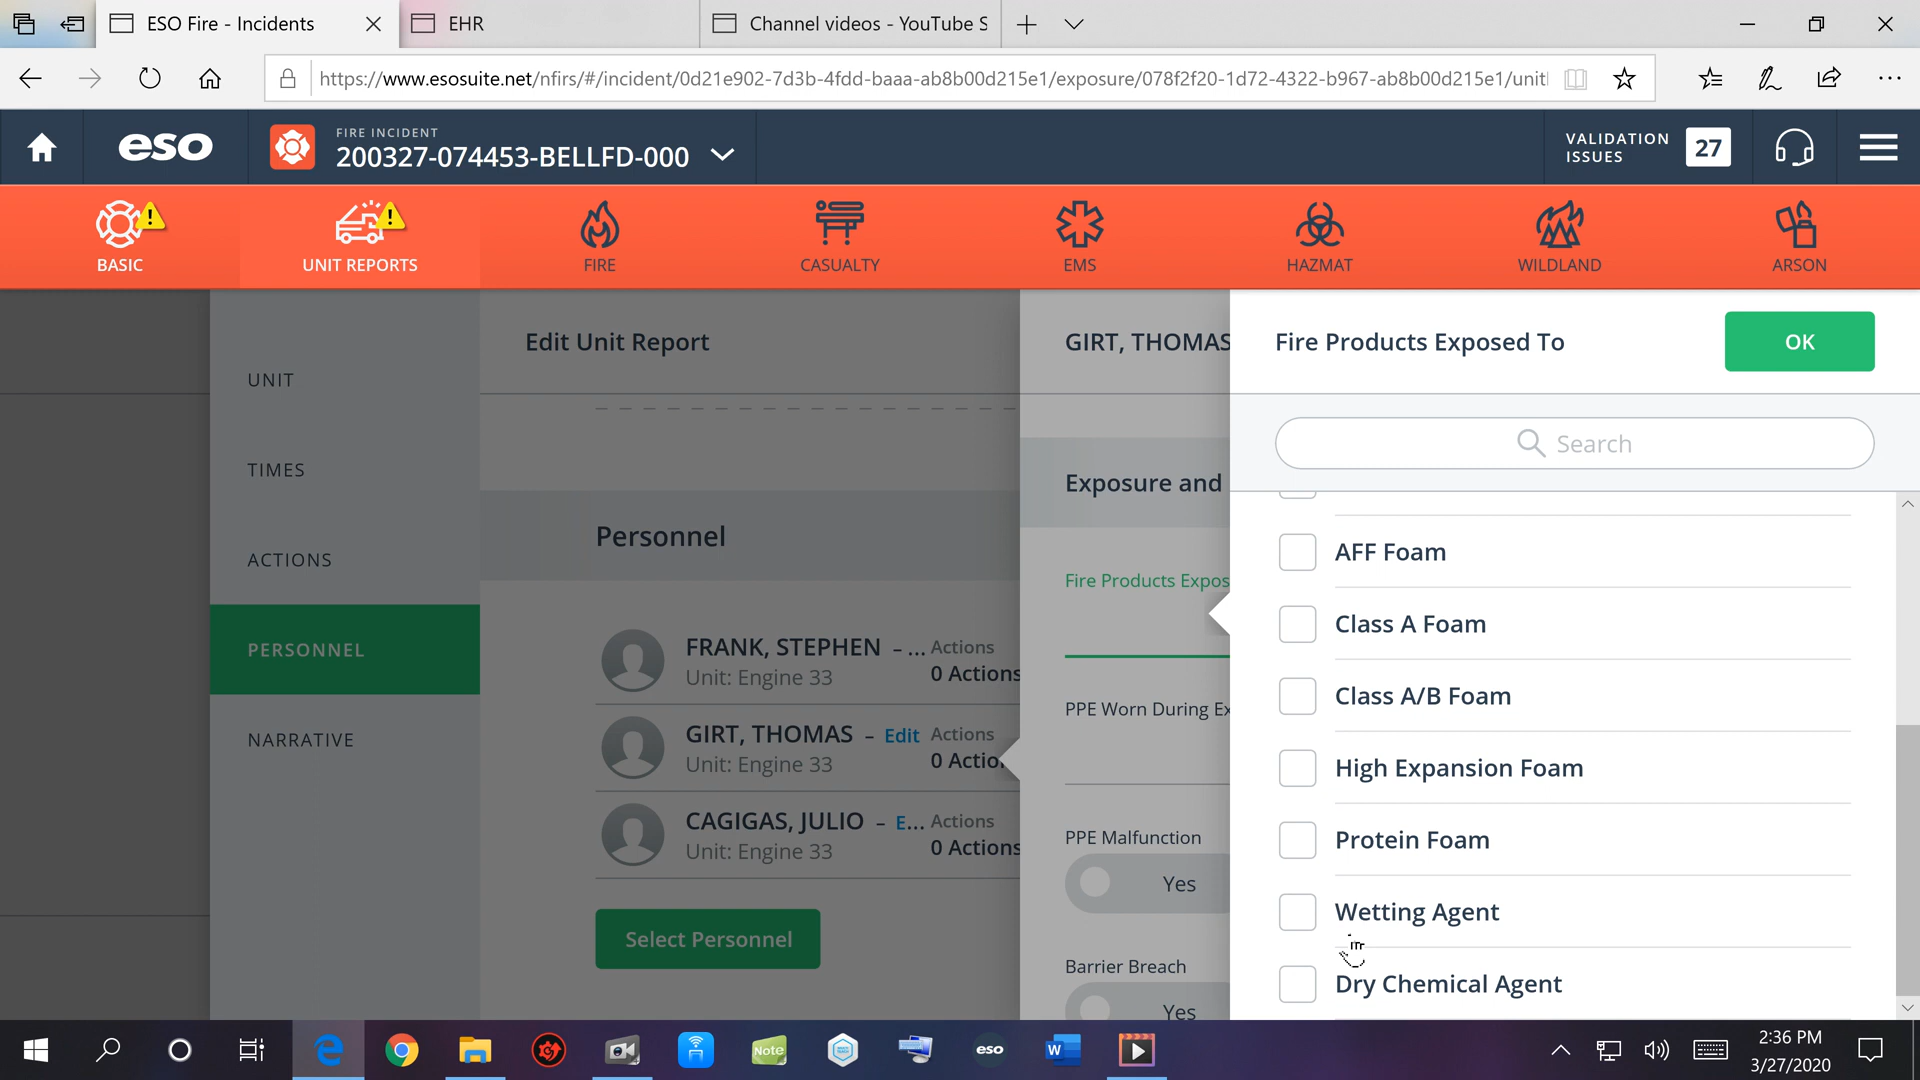 ESO Fire - Incidents
EHR
Channel videos - YouTube S
https://www.esosuite.net/nfirs/#/incident/0d21e902-7d3b-4fdd-baaa-ab8b00d215e1/exposure/078f2f20-1d72-4322-b967-ab8b00d215e1/unit
eso
FIRE INCIDENT
200327-074453-BELLFD-000
VALIDATION
ISSUES
27
BASIC
UNIT REPORTS
FIRE
CASUALTY
EMS
HAZMAT
WILDLAND
ARSON
UNIT
TIMES
ACTIONS
PERSONNEL
NARRATIVE
Edit Unit Report
Personnel
FRANK, STEPHEN – ... Actions
Unit: Engine 33 0 Actions
GIRT, THOMAS – Edit Actions
Unit: Engine 33 0 Actio
CAGIGAS, JULIO – E... Actions
Unit: Engine 33 0 Actions
Select Personnel
GIRT, THOMAS
Exposure and
Fire Products Expos
PPE Worn During Ex
PPE Malfunction
Yes
Barrier Breach
Yes
Fire Products Exposed To
OK
Search
AFF Foam
Class A Foam
Class A/B Foam
High Expansion Foam
Protein Foam
Wetting Agent
Dry Chemical Agent
Note
eso
W
2:36 PM
3/27/2020